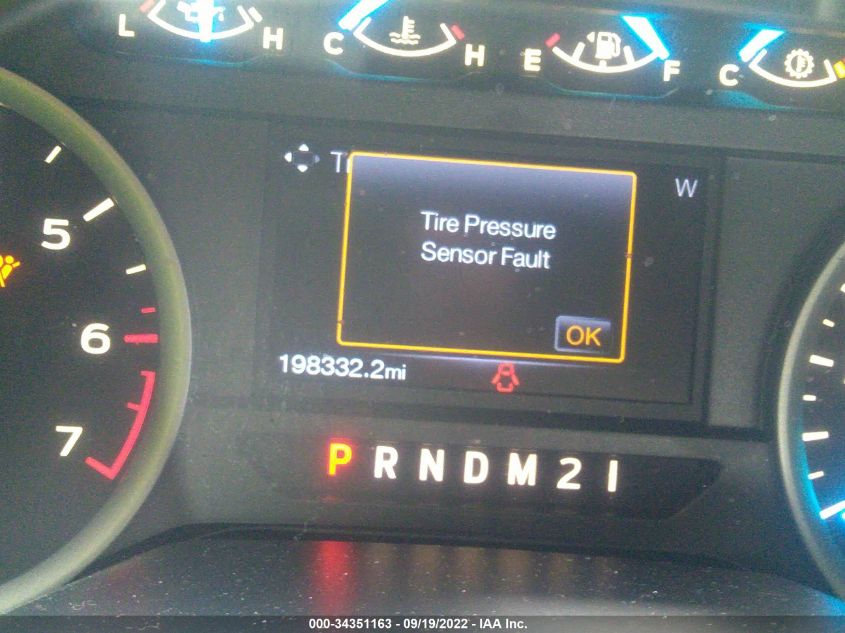 L H C H E F C
Ti W
5
Tire Pressure
Sensor Fault
6
OK
198332.2mi
7
P R N D M 2 1
000-34351163 - 09/19/2022 - IAA Inc.